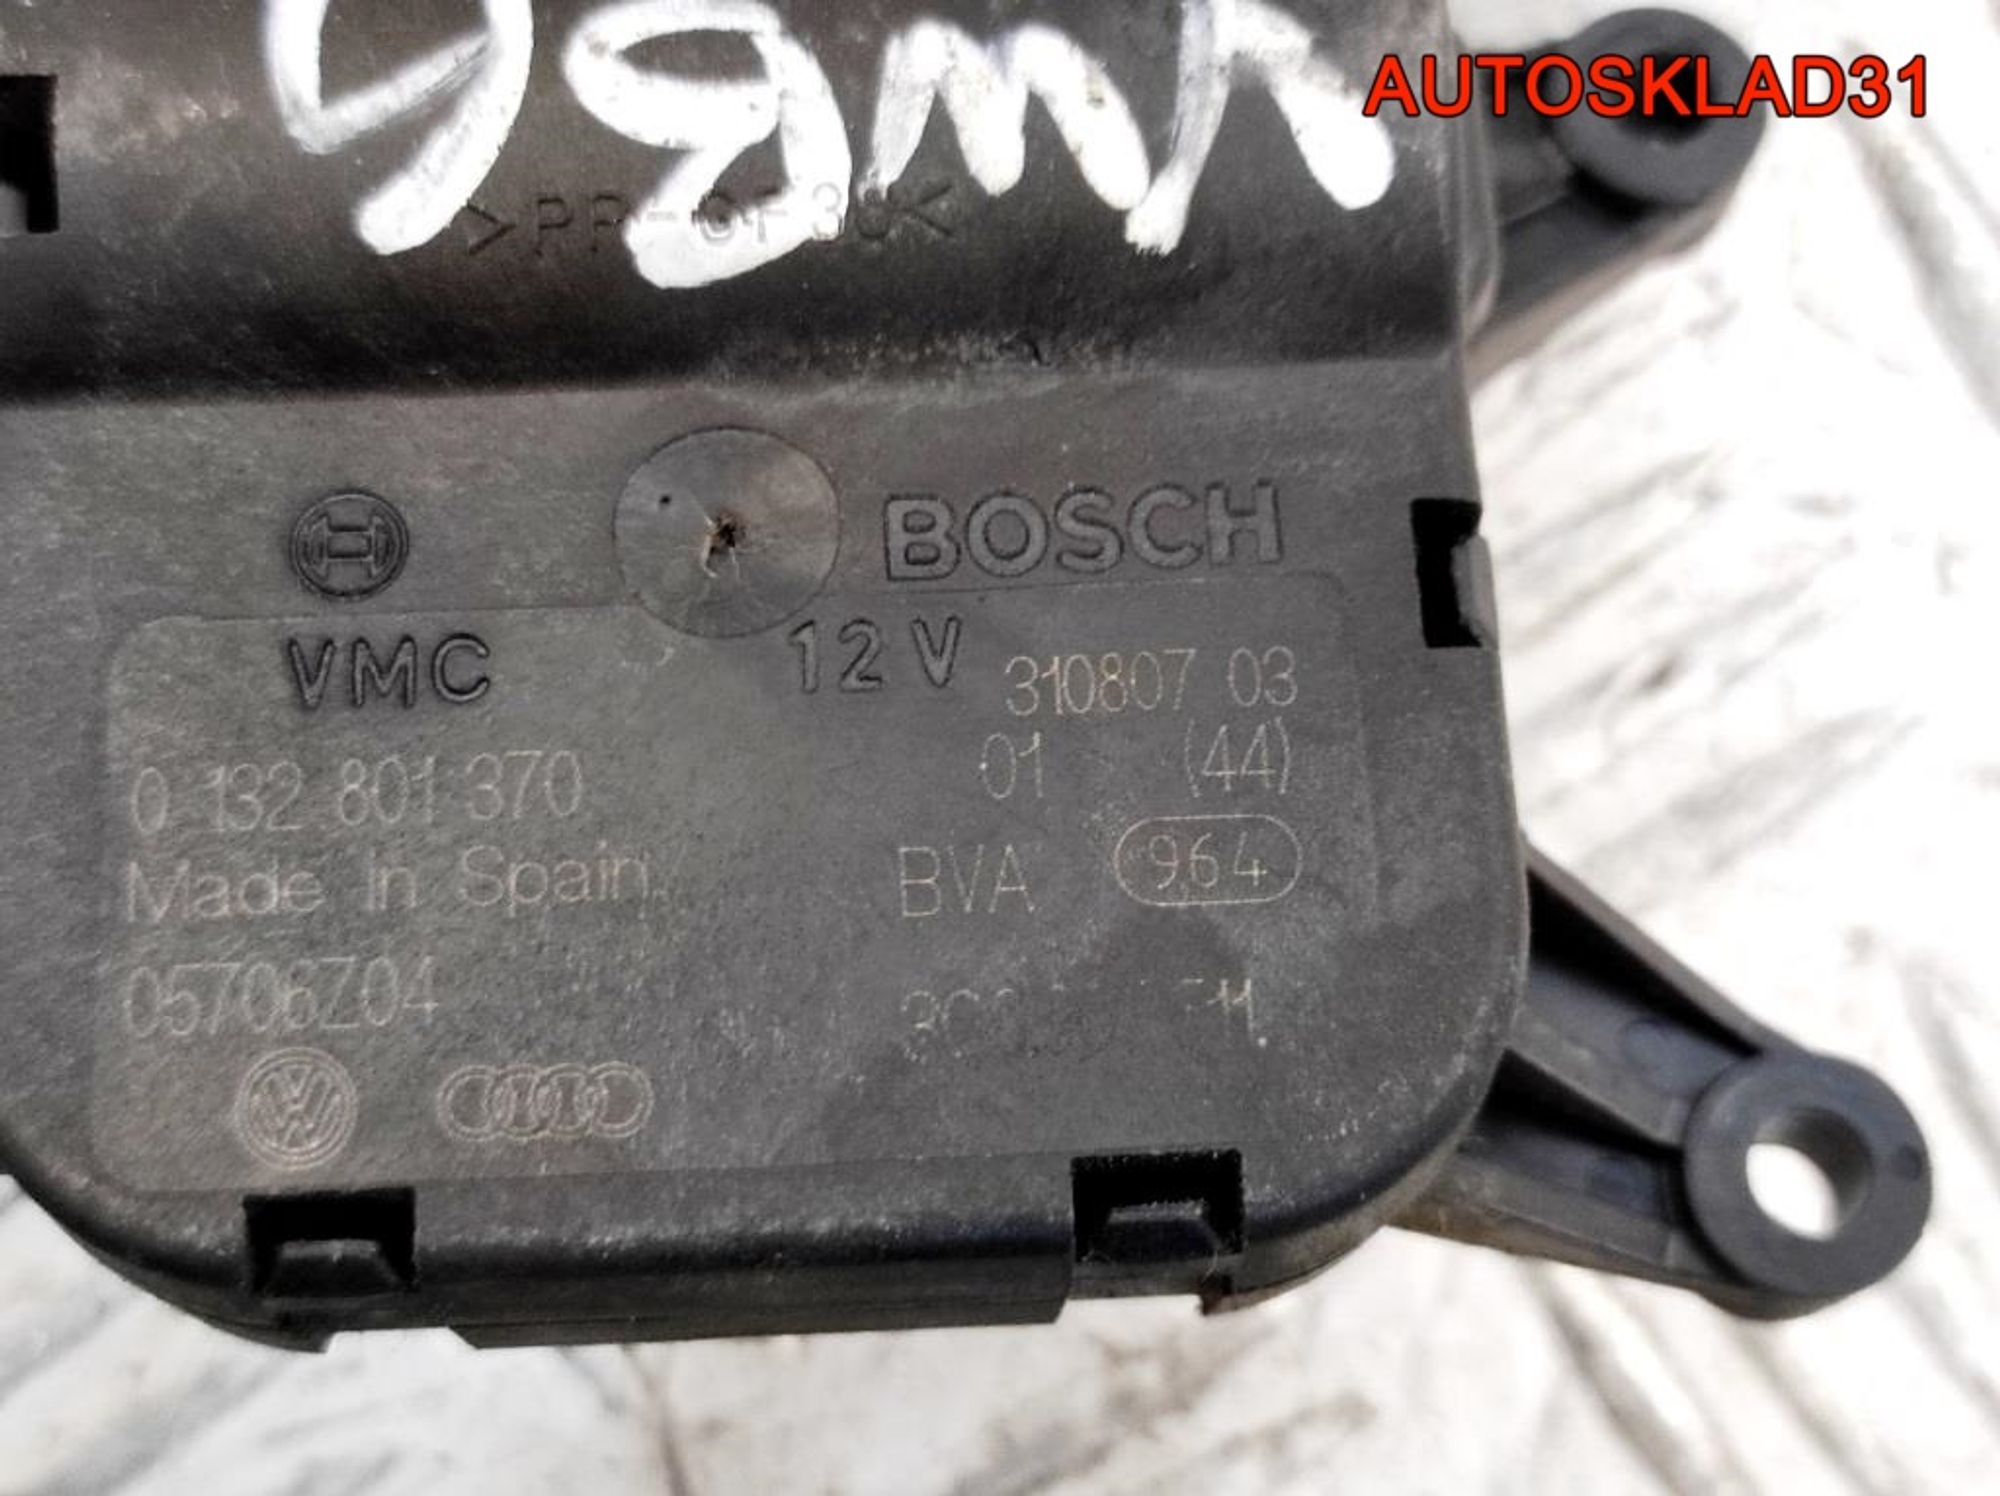 AUTOSKLAD31
BOSCH
VMC
12 V
310807 03
0 132 801 370
01 (44)
Made in Spain
BVA
964
05706Z04